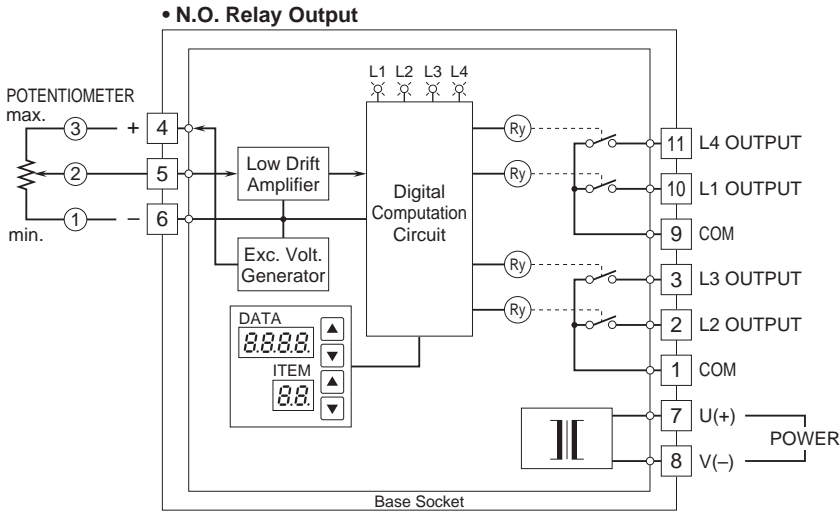 • N.O. Relay Output
L1 L2 L3 L4
POTENTIOMETER
max.
3 + 4
2 5
1 – 6
min.
Low Drift
Amplifier
Exc. Volt.
Generator
Digital
Computation
Circuit
Ry
Ry
Ry
Ry
11 L4 OUTPUT
10 L1 OUTPUT
9 COM
3 L3 OUTPUT
2 L2 OUTPUT
1 COM
7 U(+)
8 V(–)
POWER
DATA
8.8.8.8.
ITEM
8.8.
Base Socket